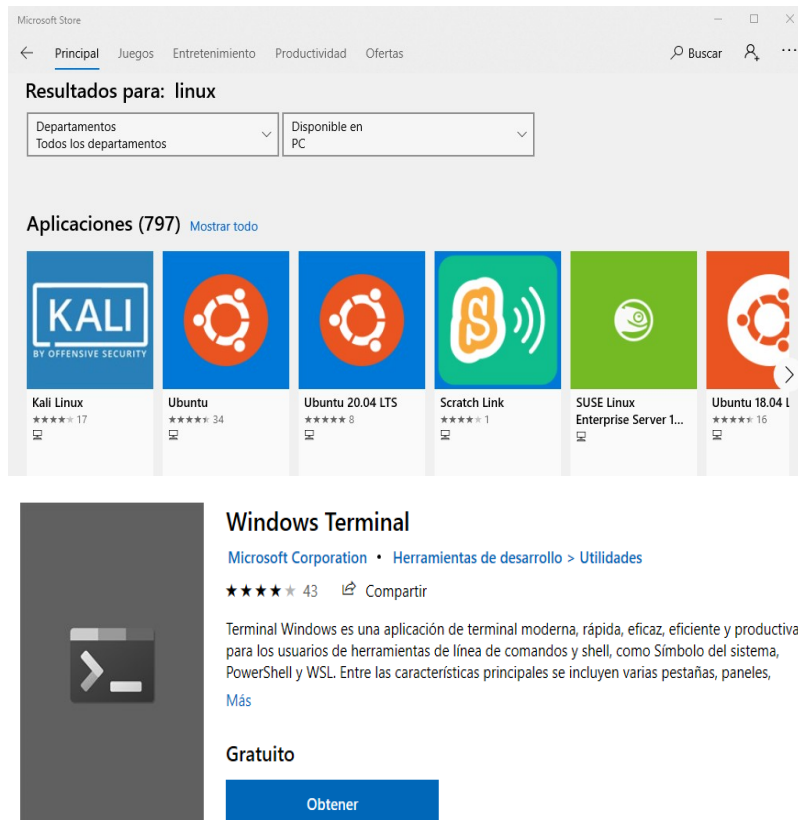 Microsoft Store
Principal Juegos Entretenimiento Productividad Ofertas Buscar
Resultados para: linux
Departamentos
Todos los departamentos
Disponible en
PC
Aplicaciones (797) Mostrar todo
KALI
BY OFFENSIVE SECURITY
S
Kali Linux
17
Ubuntu
34
Ubuntu 20.04 LTS
8
Scratch Link
1
SUSE Linux
Enterprise Server 1...
Ubuntu 18.04 L
16
Windows Terminal
Microsoft Corporation • Herramientas de desarrollo > Utilidades
43 Compartir
Terminal Windows es una aplicación de terminal moderna, rápida, eficaz, eficiente y productiva
para los usuarios de herramientas de línea de comandos y shell, como Símbolo del sistema,
PowerShell y WSL. Entre las características principales se incluyen varias pestañas, paneles,
Más
Gratuito
Obtener